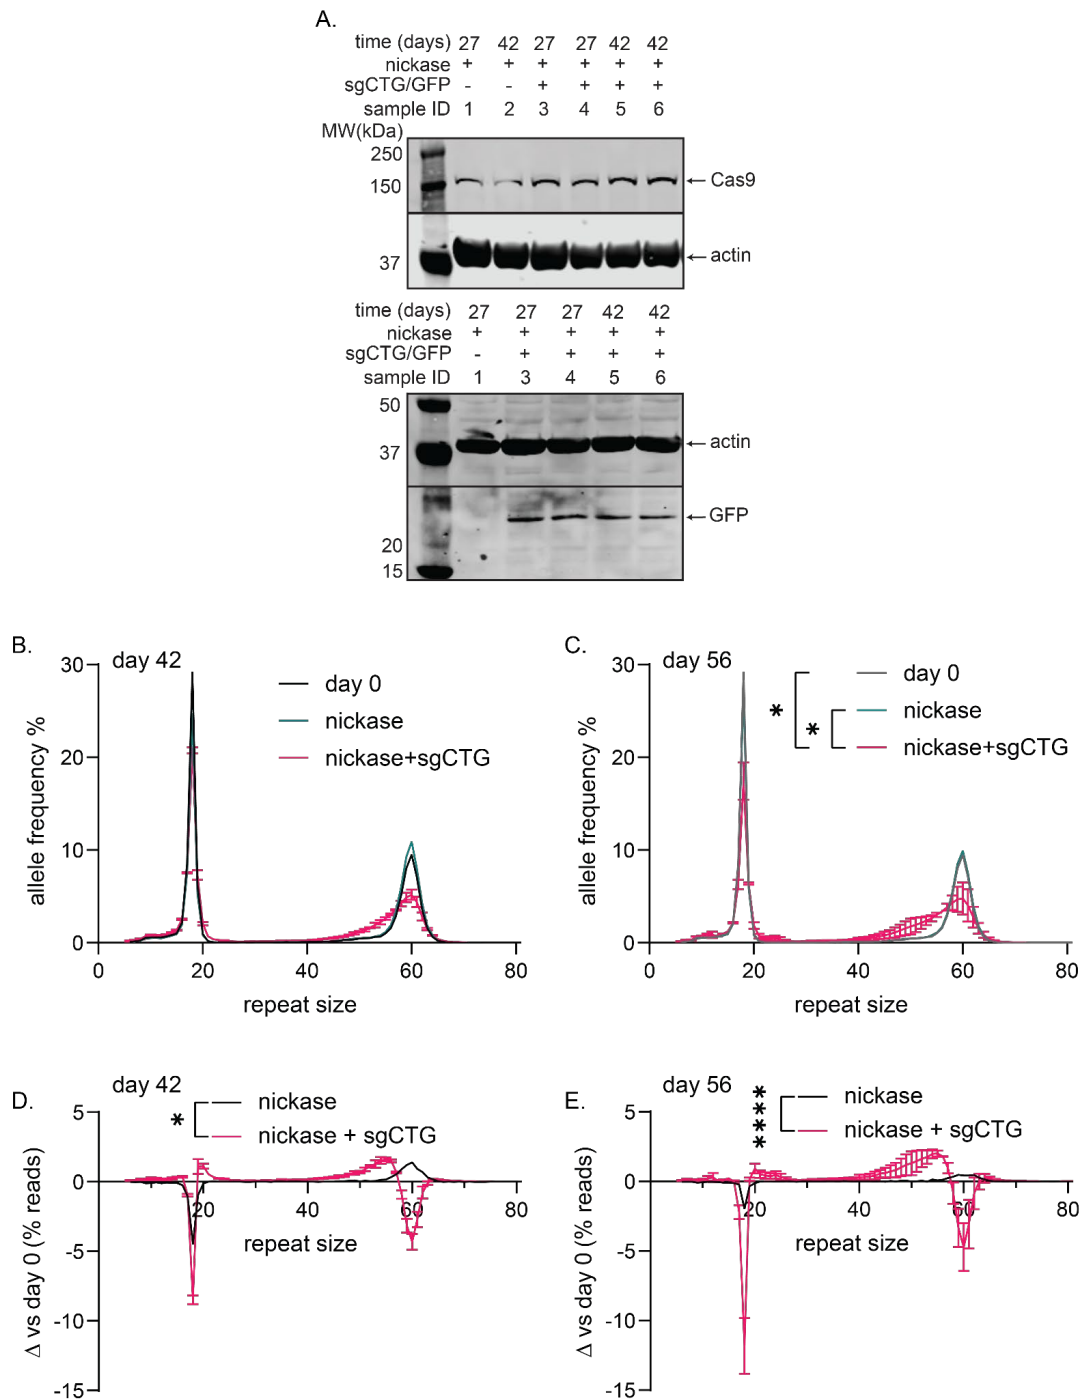 A.
time (days) 27 42 27 27 42 42
nickase + + + + + +
sgCTG/GFP - - + + + +
sample ID 1 2 3 4 5 6
MW(kDa)
250
150
Cas9
37
actin
time (days) 27 27 27 42 42
nickase + + + + +
sgCTG/GFP - + + + +
sample ID 1 3 4 5 6
50
37
actin
GFP
20
15
B.
day 42
day 0
nickase
nickase+sgCTG
allele frequency %
30
20
10
0
0 20 40 60 80
repeat size
C.
day 56
day 0
nickase
nickase+sgCTG
* *
allele frequency %
30
20
10
0
0 20 40 60 80
repeat size
D.
day 42
*
nickase
nickase + sgCTG
Δ vs day 0 (% reads)
5
0
-5
-10
-15
20 40 60 80
repeat size
E.
day 56
****
nickase
nickase + sgCTG
Δ vs day 0 (% reads)
5
0
-5
-10
-15
20 40 60 80
repeat size